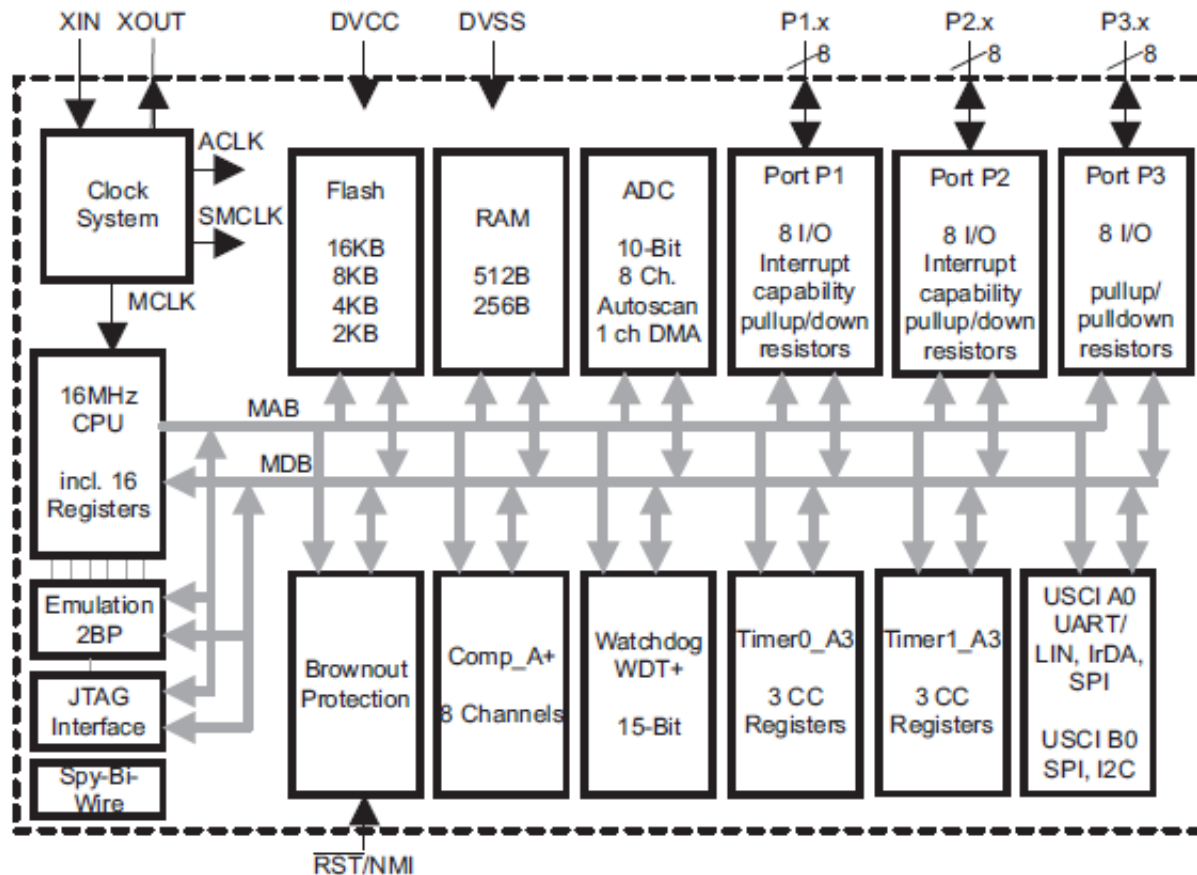 XIN XOUT DVCC DVSS P1.x P2.x P3.x
8 8 8
Clock
System
ACLK
SMCLK
MCLK
Flash
16KB
8KB
4KB
2KB
RAM
512B
256B
ADC
10-Bit
8 Ch.
Autoscan
1 ch DMA
Port P1
8 I/O
Interrupt
capability
pullup/down
resistors
Port P2
8 I/O
Interrupt
capability
pullup/down
resistors
Port P3
8 I/O
pullup/
pulldown
resistors
16MHz
CPU
incl. 16
Registers
MAB
MDB
Emulation
2BP
JTAG
Interface
Spy-Bi-
Wire
Brownout
Protection
Comp_A+
8 Channels
Watchdog
WDT+
15-Bit
Timer0_A3
3 CC
Registers
Timer1_A3
3 CC
Registers
USCI A0
UART/
LIN, IrDA,
SPI
USCI B0
SPI, I2C
RST/NMI